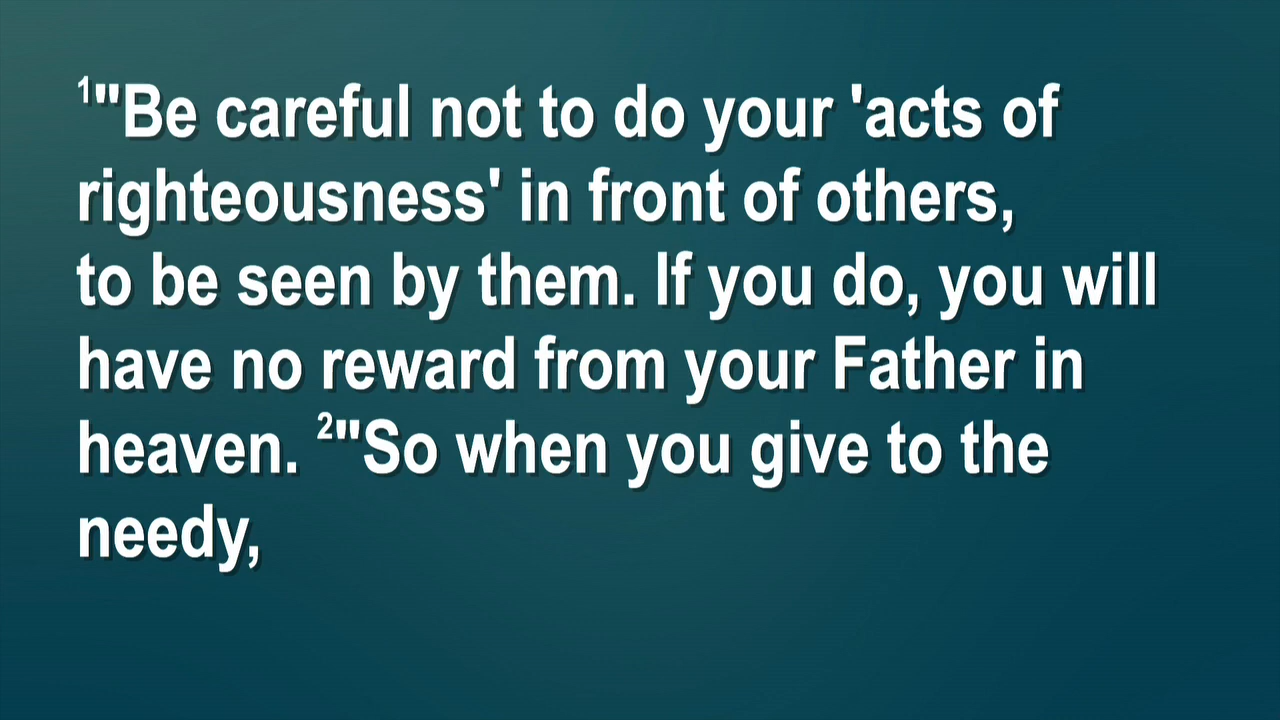 1"Be careful not to do your 'acts of
righteousness' in front of others,
to be seen by them. If you do, you will
have no reward from your Father in
heaven. 2"So when you give to the
needy,